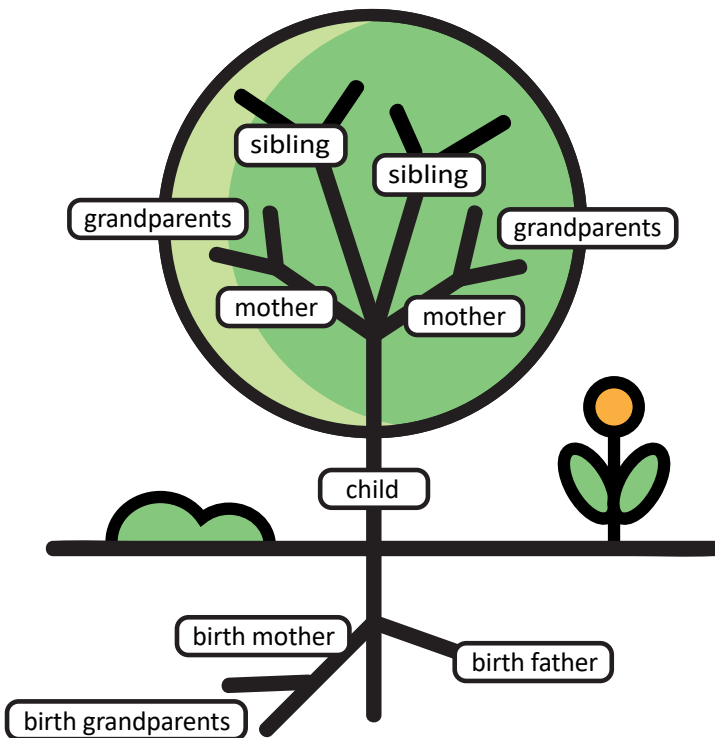 sibling
sibling
grandparents
grandparents
mother
mother
child
birth mother
birth father
birth grandparents